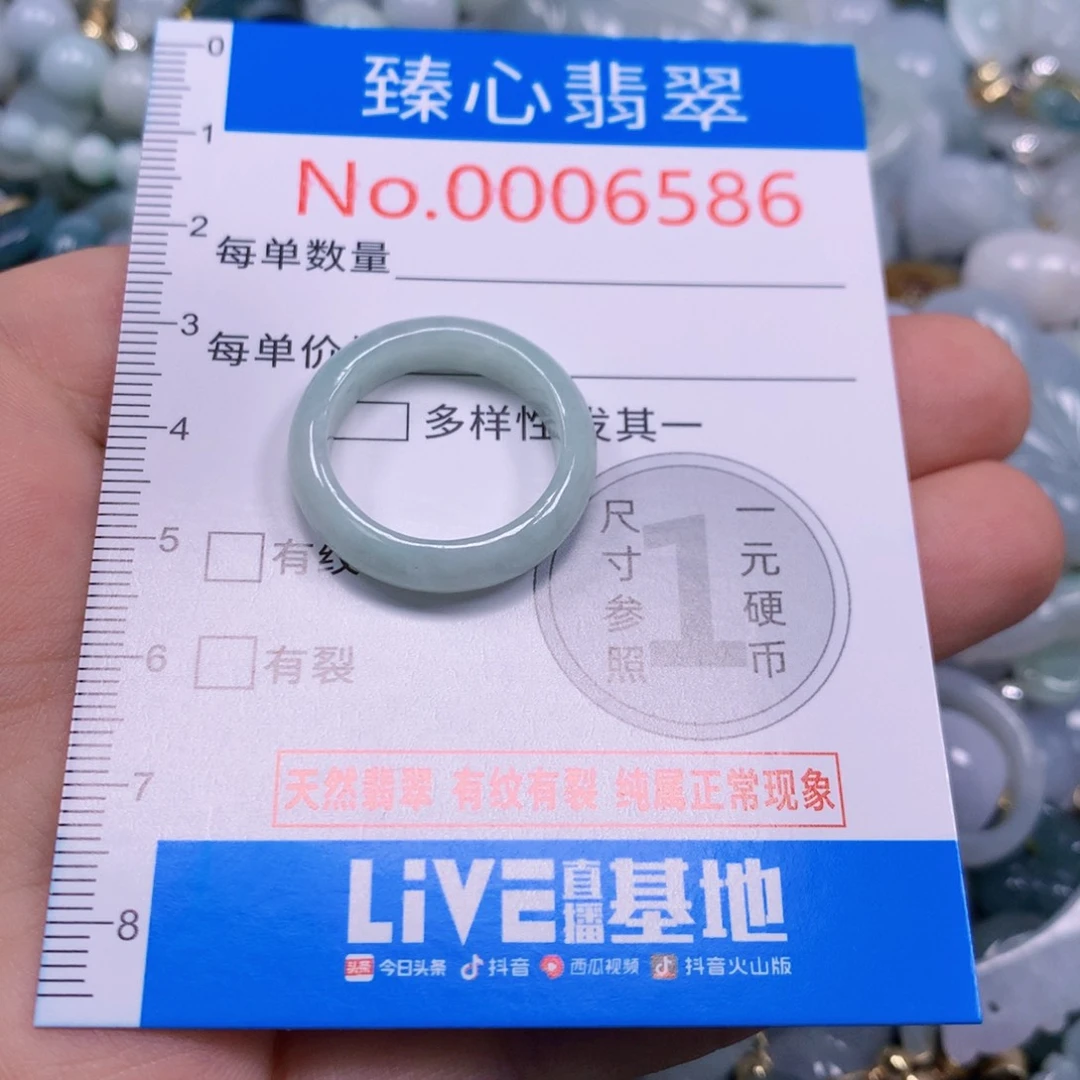 臻心翡翠
No.0006586
每单数量
每单价
多样性发其一
有纹
有裂
尺寸参照
1
一元硬币
天然翡翠 有纹有裂 纯属正常现象
LiVE直播基地
头条 今日头条 抖音 西瓜视频 抖音火山版
0
1
2
3
4
5
6
7
8